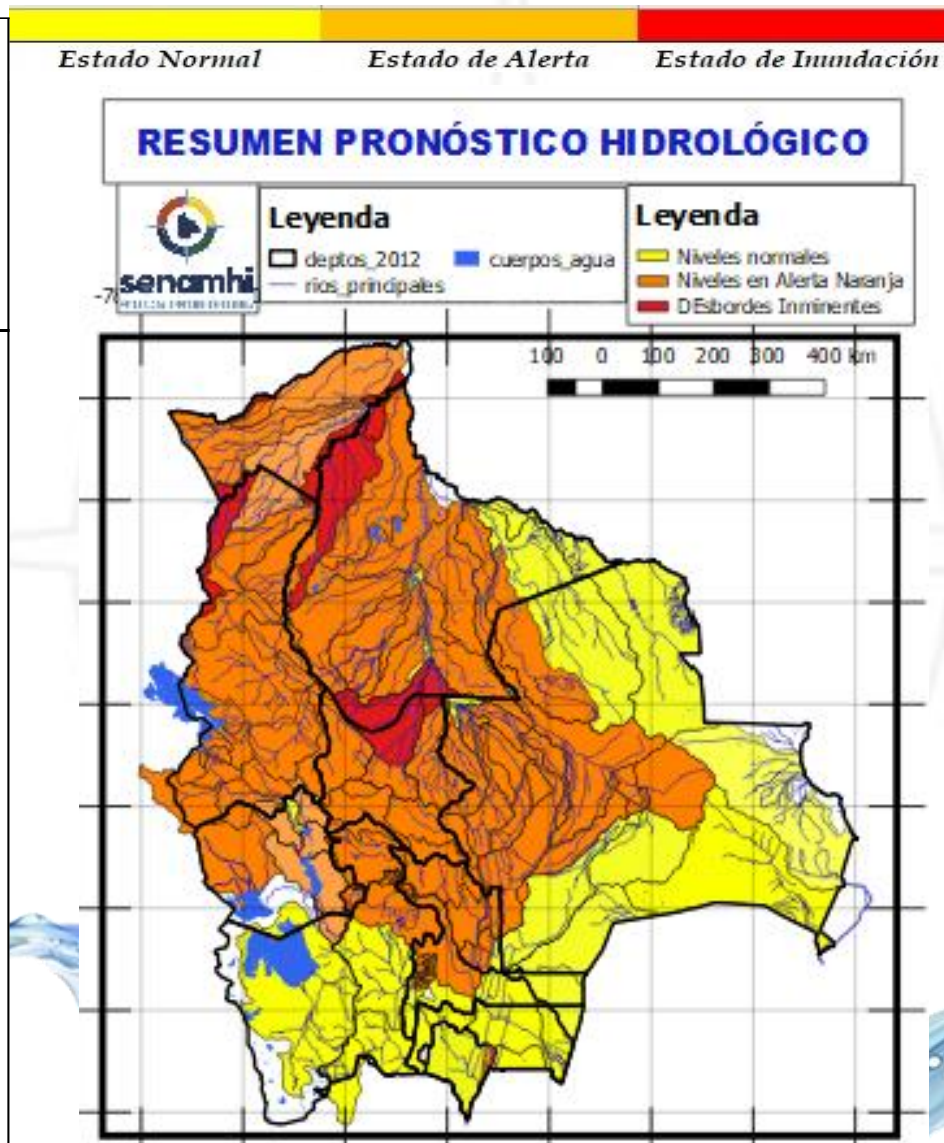 Estado Normal Estado de Alerta Estado de Inundación
RESUMEN PRONÓSTICO HIDROLÓGICO
senamhi
Leyenda
deptos_2012 cuerpos_agua
rios_principales
Leyenda
Niveles normales
Niveles en Alerta Naranja
DEsbordes Inminentes
100 0 100 200 300 400 km